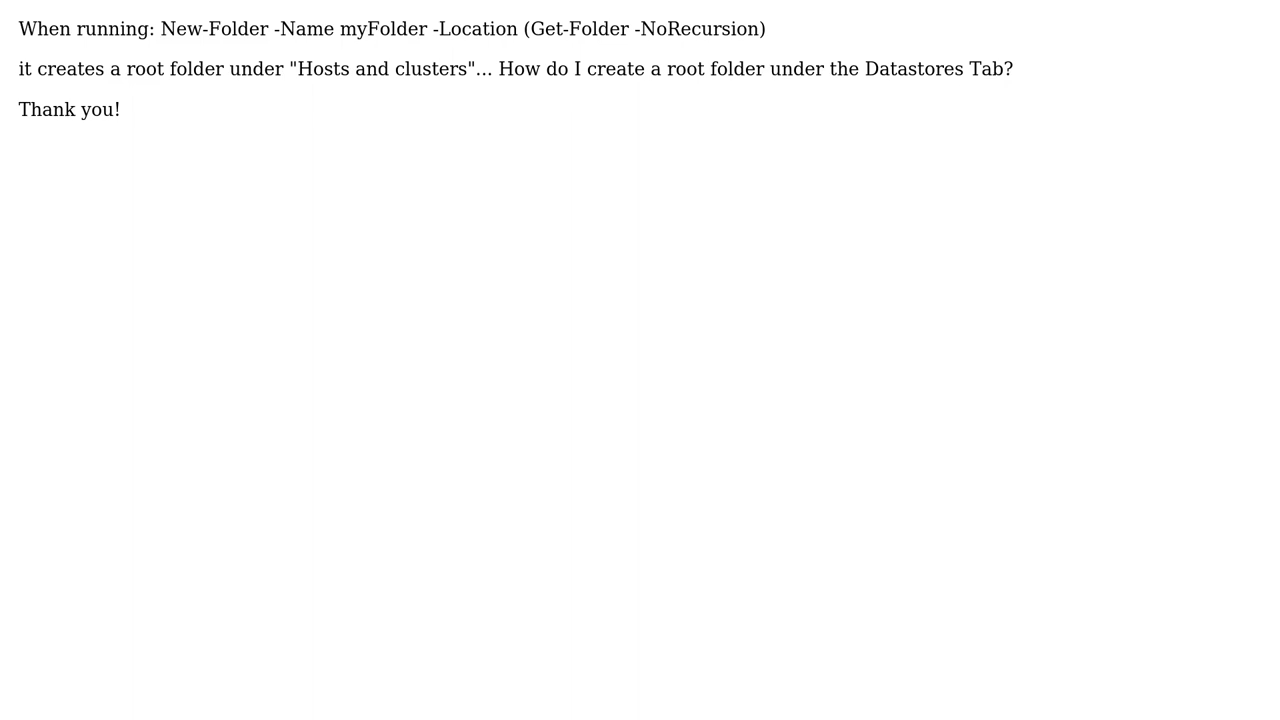 When running: New-Folder -Name myFolder -Location (Get-Folder -NoRecursion)
it creates a root folder under "Hosts and clusters"... How do I create a root folder under the Datastores Tab?
Thank you!